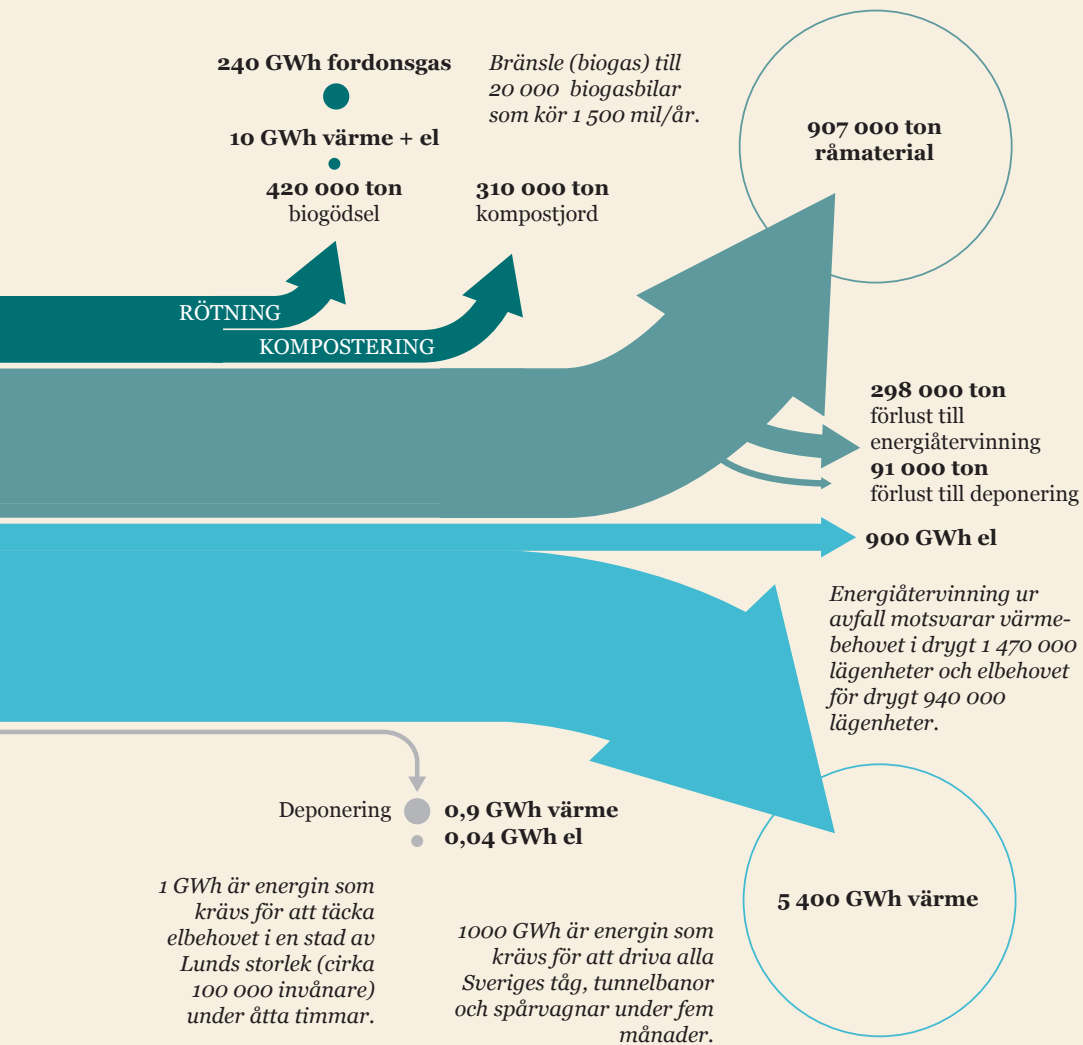 240 GWh fordonsgas
10 GWh värme + el
420 000 ton
biogödsel
Bränsle (biogas) till
20 000 biogasbilar
som kör 1 500 mil/år.
310 000 ton
kompostjord
907 000 ton
råmaterial
RÖTNING
KOMPOSTERING
298 000 ton
förlust till
energiåtervinning
91 000 ton
förlust till deponering
900 GWh el
Energiåtervinning ur
avfall motsvarar värme-
behovet i drygt 1 470 000
lägenheter och elbehovet
för drygt 940 000
lägenheter.
Deponering
0,9 GWh värme
0,04 GWh el
1 GWh är energin som
krävs för att täcka
elbehovet i en stad av
Lunds storlek (cirka
100 000 invånare)
under åtta timmar.
1000 GWh är energin som
krävs för att driva alla
Sveriges tåg, tunnelbanor
och spårvagnar under fem
månader.
5 400 GWh värme